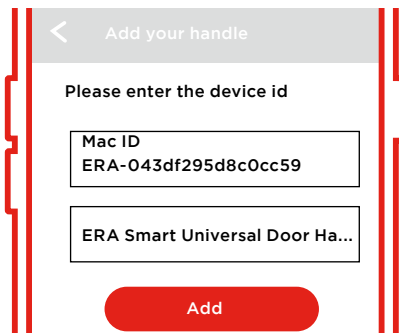 Add your handle
Please enter the device id
Mac ID
ERA-043df295d8c0cc59
ERA Smart Universal Door Ha...
Add